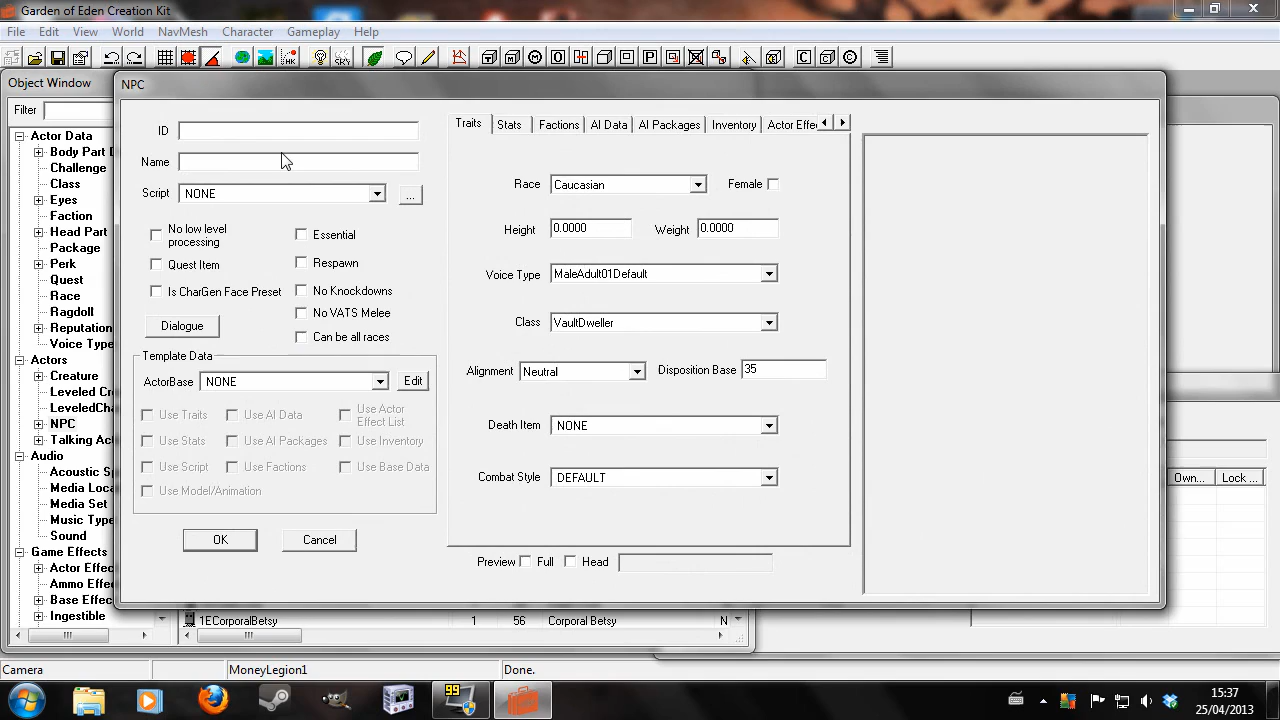 Garden of Eden Creation Kit
File Edit View World NavMesh Character Gameplay Help
Object Window
Filter
Actor Data
Body Part D
Challenge
Class
Eyes
Faction
Head Part
Package
Perk
Quest
Race
Ragdoll
Reputation
Voice Type
Actors
Creature
Leveled Cr
LeveledCha
NPC
Talking Act
Audio
Acoustic S
Media Loca
Media Set
Music Type
Sound
Game Effects
Actor Effec
Ammo Effe
Base Effec
Ingestible
NPC
ID
Name
Script NONE ...
No low level processing
Essential
Quest Item
Respawn
Is CharGen Face Preset
No Knockdowns
No VATS Melee
Dialogue
Can be all races
Template Data
ActorBase NONE Edit
Use Traits Use AI Data Use Actor Effect List
Use Stats Use AI Packages Use Inventory
Use Script Use Factions Use Base Data
Use Model/Animation
OK Cancel
Traits Stats Factions AI Data AI Packages Inventory Actor Effe
Race Caucasian Female
Height 0.0000 Weight 0.0000
Voice Type MaleAdult01Default
Class VaultDweller
Alignment Neutral Disposition Base 35
Death Item NONE
Combat Style DEFAULT
Preview Full Head
Own... Lock ...
1ECorporalBetsy 1 56 Corporal Betsy N
Camera MoneyLegion1 Done.
99
15:37
25/04/2013